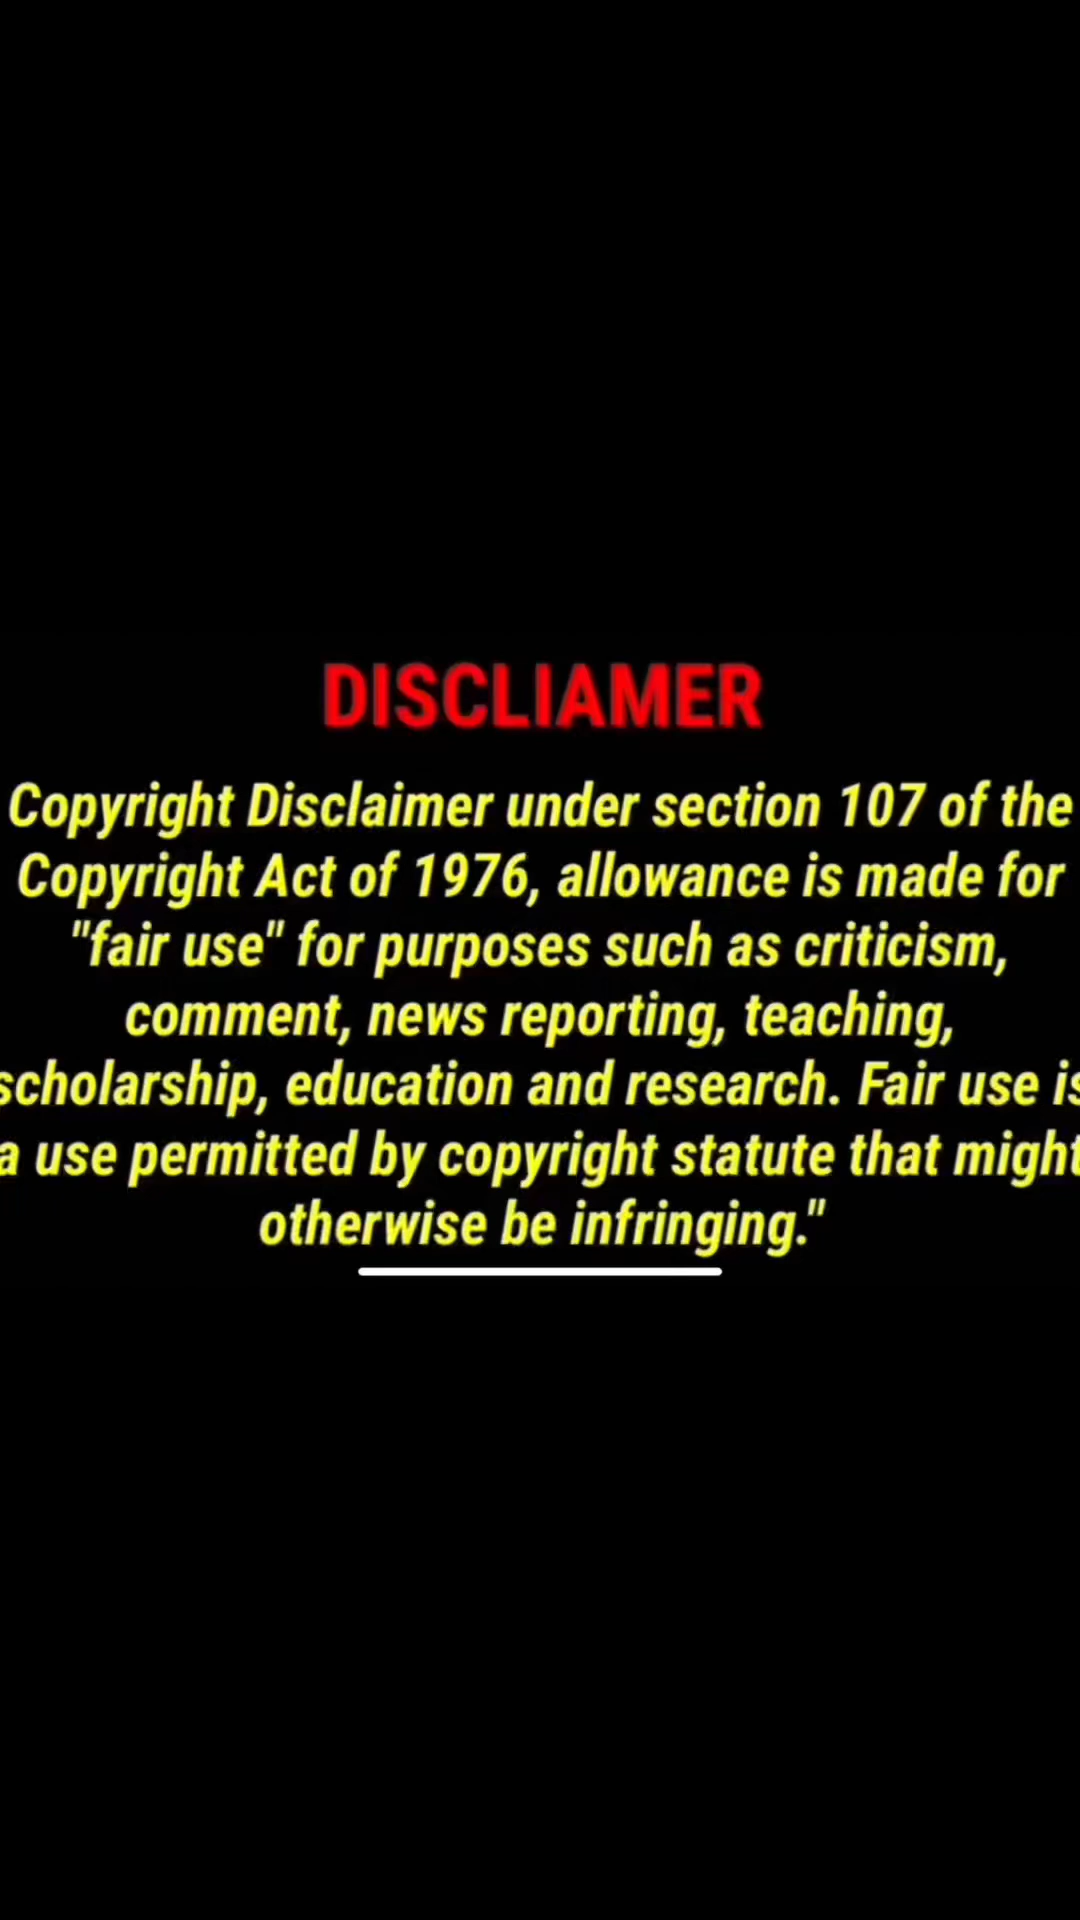 DISCLIAMER
Copyright Disclaimer under section 107 of the
Copyright Act of 1976, allowance is made for
"fair use" for purposes such as criticism,
comment, news reporting, teaching,
scholarship, education and research. Fair use is
a use permitted by copyright statute that might
otherwise be infringing."